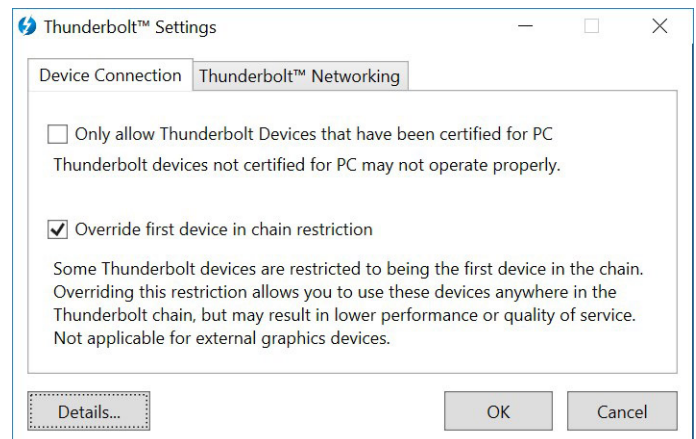 Thunderbolt™ Settings
Device Connection
Thunderbolt™ Networking
Only allow Thunderbolt Devices that have been certified for PC
Thunderbolt devices not certified for PC may not operate properly.
Override first device in chain restriction
Some Thunderbolt devices are restricted to being the first device in the chain.
Overriding this restriction allows you to use these devices anywhere in the
Thunderbolt chain, but may result in lower performance or quality of service.
Not applicable for external graphics devices.
Details...
OK
Cancel